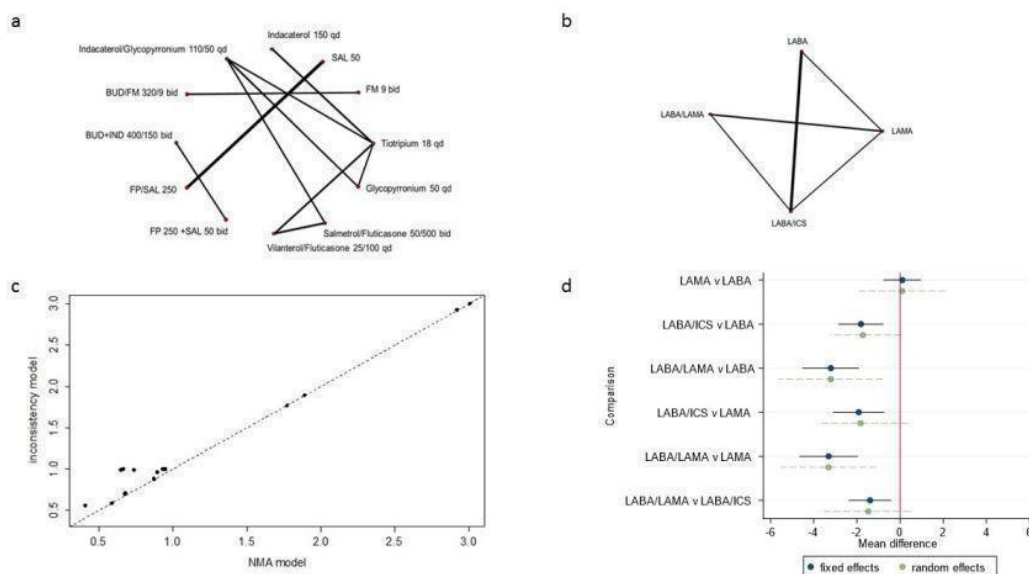 a
Indacaterol 150 qd
Indacaterol/Glycopyrronium 110/50 qd
SAL 50
BUD/FM 320/9 bid
FM 9 bid
BUD+IND 400/150 bid
Tiotripium 18 qd
FP/SAL 250
Glycopyrronium 50 qd
FP 250 +SAL 50 bid
Salmetrol/Fluticasone 50/500 bid
Vilanterol/Fluticasone 25/100 qd
b
LABA
LABA/LAMA
LAMA
LABA/ICS
c
inconsistency model
3.0
2.5
2.0
1.5
1.0
0.5
0.5 1.0 1.5 2.0 2.5 3.0
NMA model
d
Comparison
LAMA v LABA
LABA/ICS v LABA
LABA/LAMA v LABA
LABA/ICS v LAMA
LABA/LAMA v LAMA
LABA/LAMA v LABA/ICS
-6 -4 -2 0 2 4 6
Mean difference
fixed effects random effects